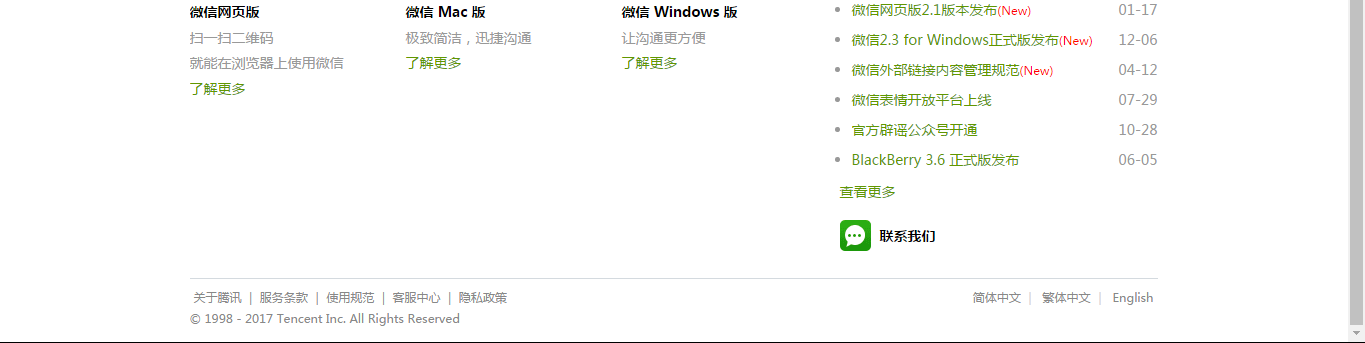 微信网页版
扫一扫二维码
就能在浏览器上使用微信
了解更多
微信 Mac 版
极致简洁，迅捷沟通
了解更多
微信 Windows 版
让沟通更方便
了解更多
微信网页版2.1版本发布(New) 01-17
微信2.3 for Windows正式版发布(New) 12-06
微信外部链接内容管理规范(New) 04-12
微信表情开放平台上线 07-29
官方辟谣公众号开通 10-28
BlackBerry 3.6 正式版发布 06-05
查看更多
联系我们
关于腾讯 | 服务条款 | 使用规范 | 客服中心 | 隐私政策
简体中文 | 繁体中文 | English
© 1998 - 2017 Tencent Inc. All Rights Reserved